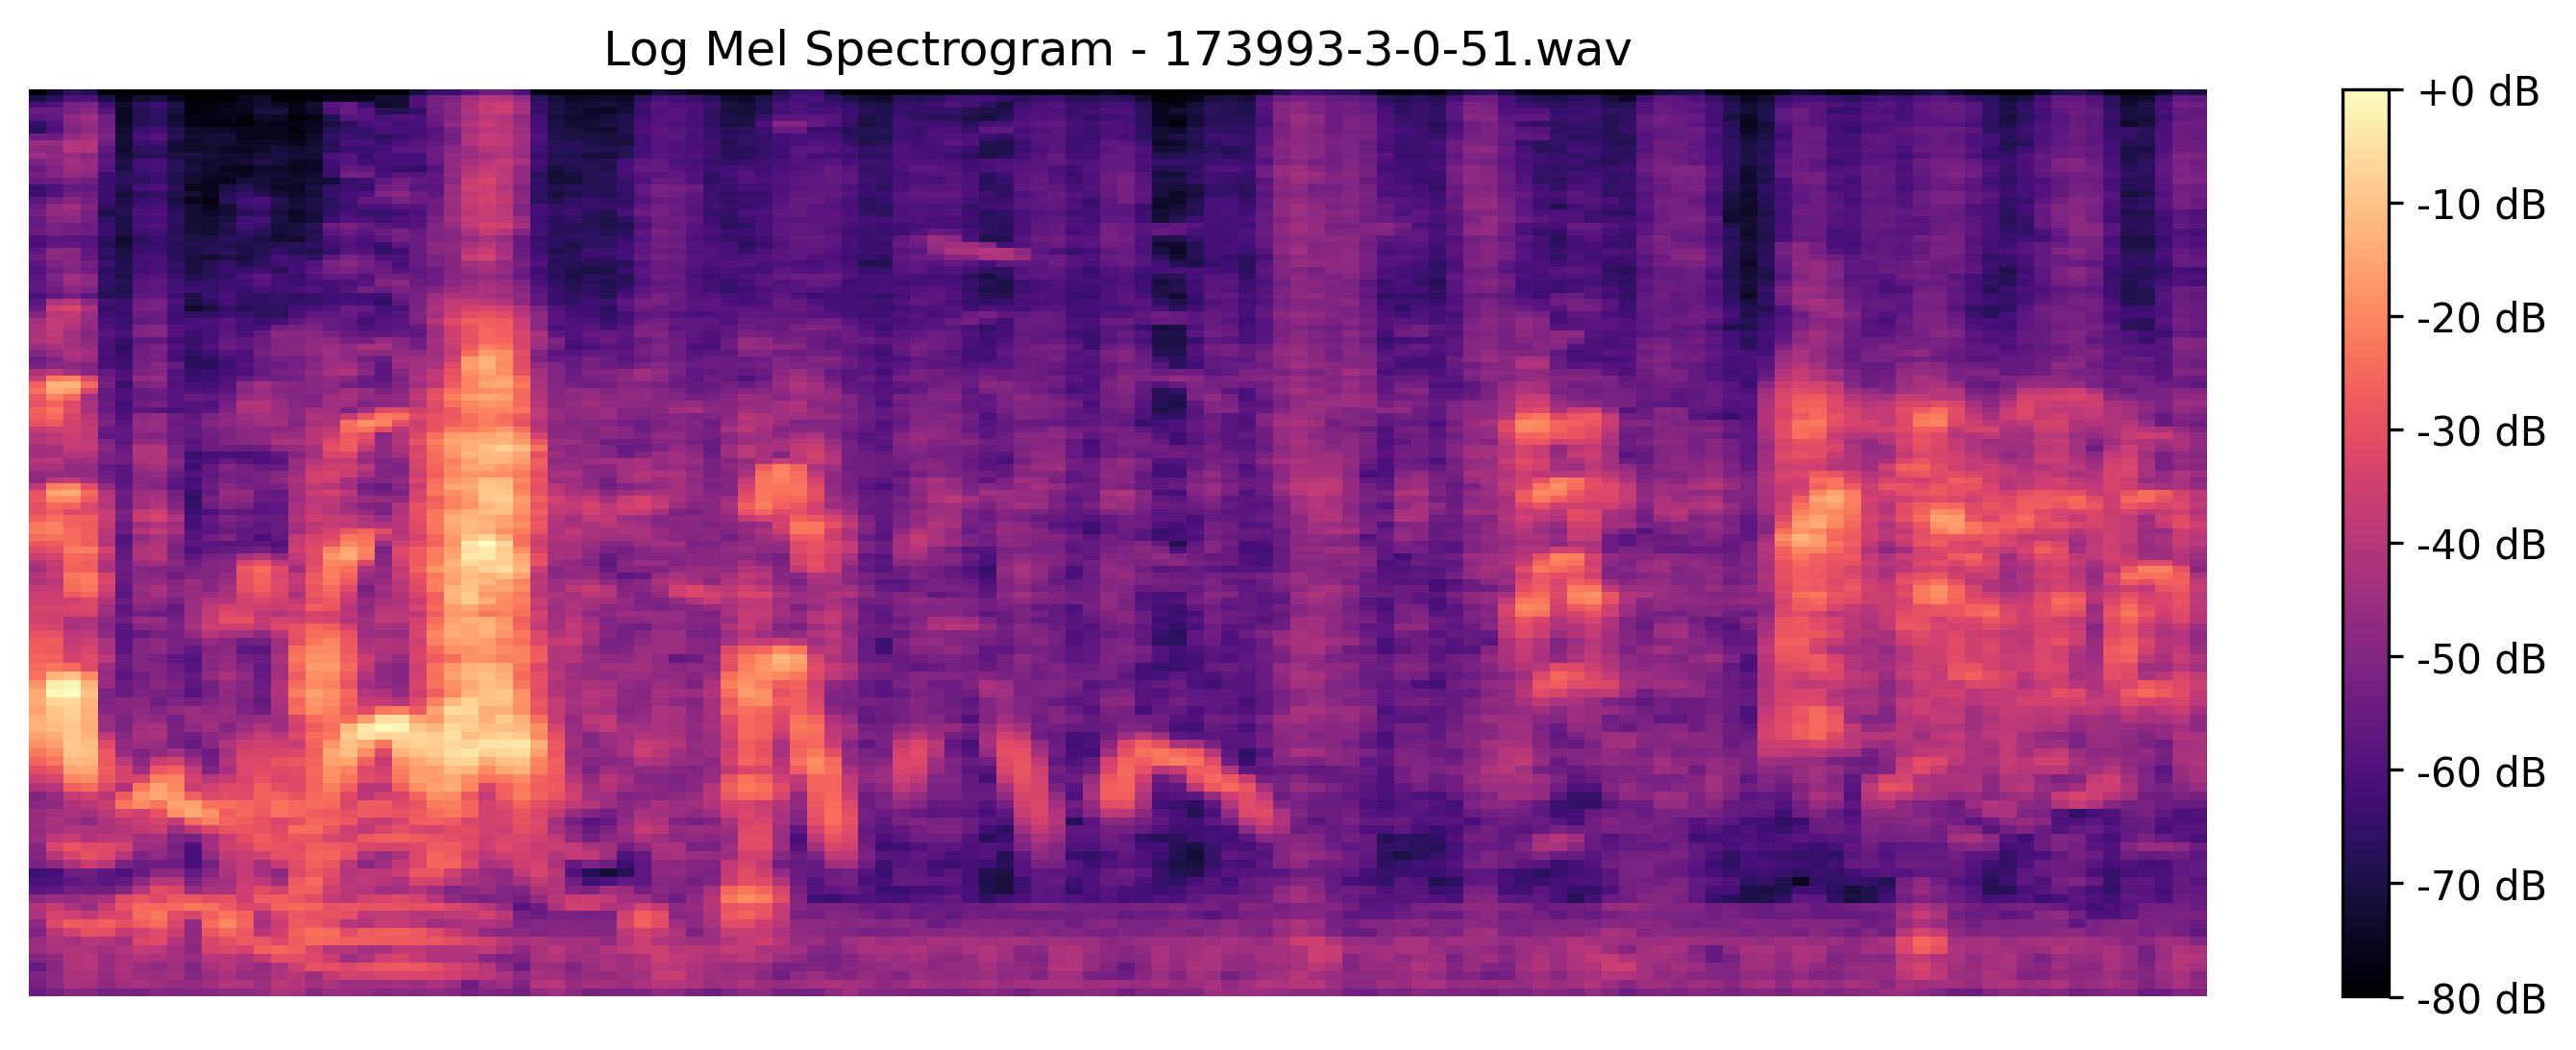 Log Mel Spectrogram - 173993-3-0-51.wav
+0 dB
-10 dB
-20 dB
-30 dB
-40 dB
-50 dB
-60 dB
-70 dB
-80 dB